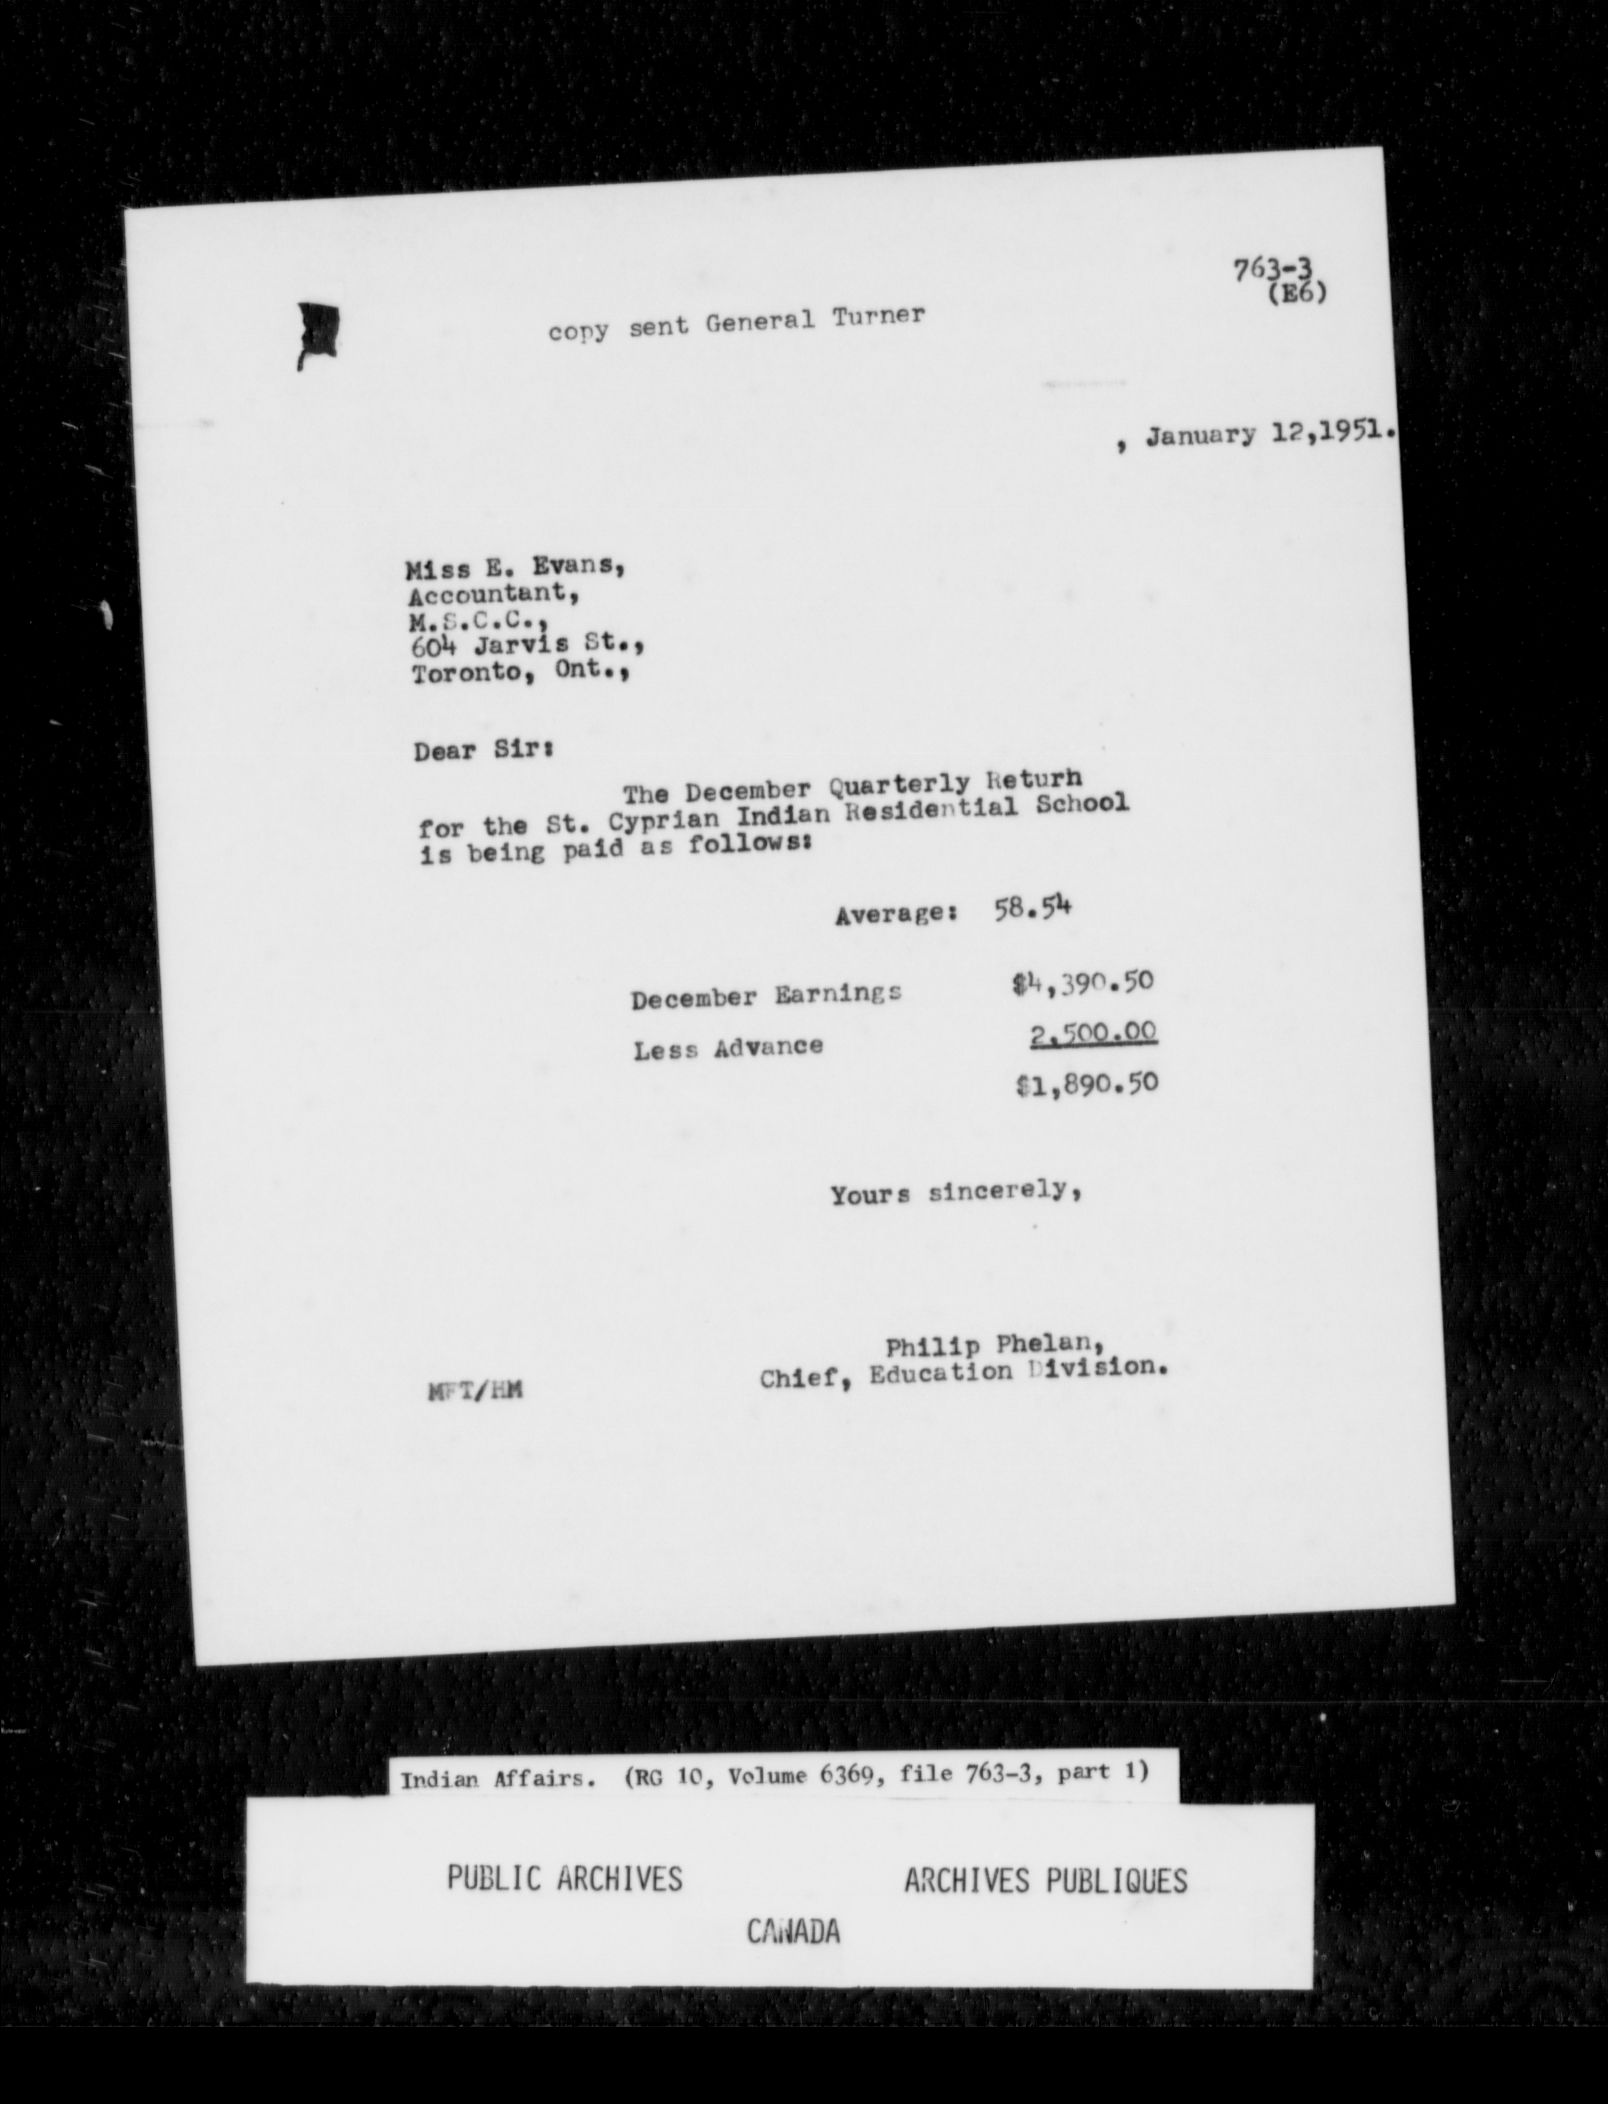 763-3
(E6)
copy sent General Turner
, January 12,1951.
Miss E. Evans,
Accountant,
M.S.C.C.,
604 Jarvis St.,
Toronto, Ont.,
Dear Sir:
The December Quarterly Return
for the St. Cyprian Indian Residential School
is being paid as follows:
Average: 58.54
December Earnings $4,390.50
Less Advance 2,500.00
$1,890.50
Yours sincerely,
Philip Phelan,
Chief, Education Division.
MFT/HM
Indian Affairs. (RG 10, Volume 6369, file 763-3, part 1)
PUBLIC ARCHIVES ARCHIVES PUBLIQUES
CANADA